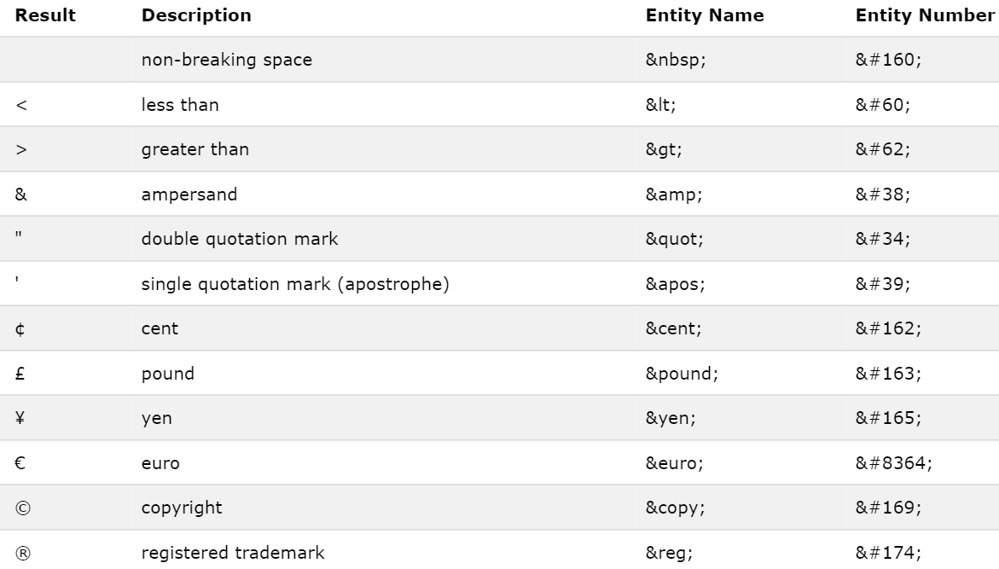 Result Description Entity Name Entity Number
non-breaking space &nbsp; &#160;
< less than &lt; &#60;
> greater than &gt; &#62;
& ampersand &amp; &#38;
" double quotation mark &quot; &#34;
' single quotation mark (apostrophe) &apos; &#39;
¢ cent &cent; &#162;
£ pound &pound; &#163;
¥ yen &yen; &#165;
€ euro &euro; &#8364;
© copyright &copy; &#169;
® registered trademark &reg; &#174;